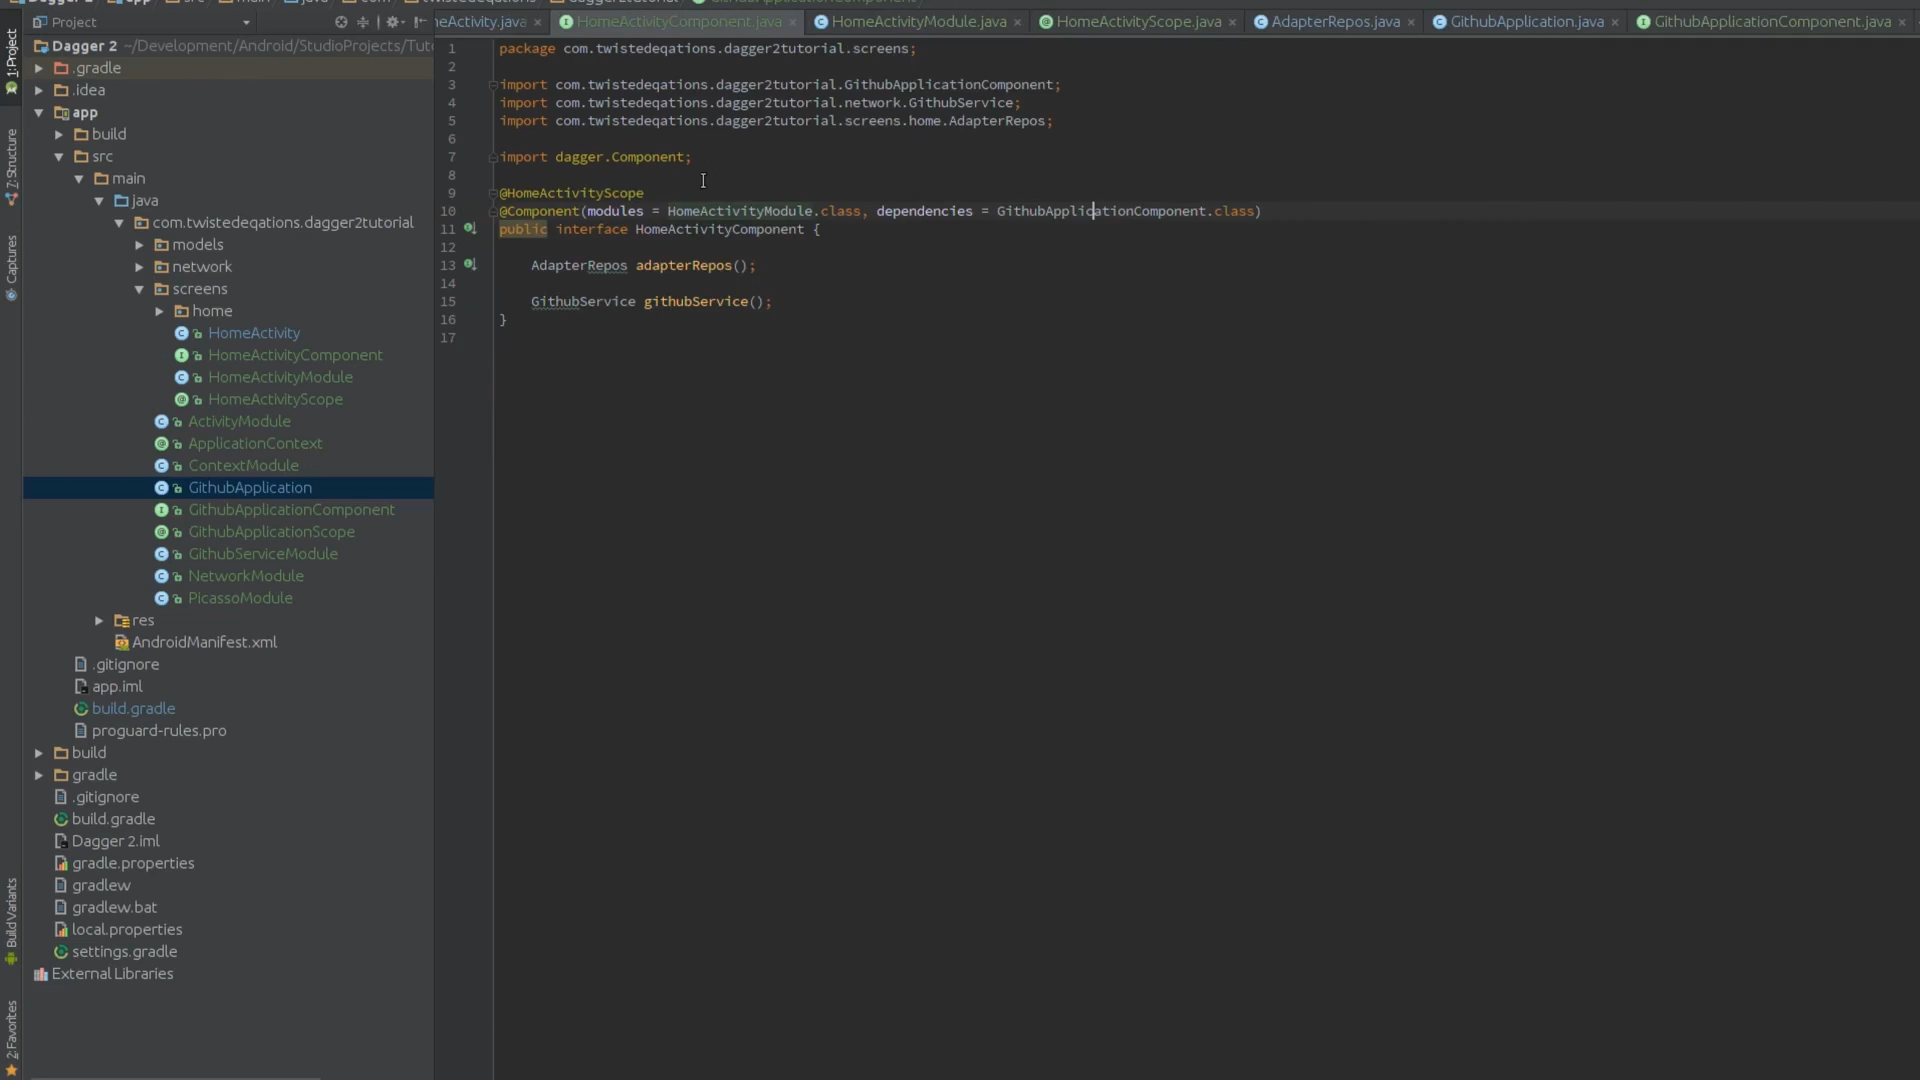 Project
neActivity.java
HomeActivityComponent.java
HomeActivityModule.java
HomeActivityScope.java
AdapterRepos.java
GithubApplication.java
GithubApplicationComponent.java
1: Project
7: Structure
Captures
Build Variants
2: Favorites
Dagger 2 ~/Development/Android/StudioProjects/Tuto
.gradle
.idea
app
build
src
main
java
com.twistedeqations.dagger2tutorial
models
network
screens
home
HomeActivity
HomeActivityComponent
HomeActivityModule
HomeActivityScope
ActivityModule
ApplicationContext
ContextModule
GithubApplication
GithubApplicationComponent
GithubApplicationScope
GithubServiceModule
NetworkModule
PicassoModule
res
AndroidManifest.xml
.gitignore
app.iml
build.gradle
proguard-rules.pro
build
gradle
.gitignore
build.gradle
Dagger 2.iml
gradle.properties
gradlew
gradlew.bat
local.properties
settings.gradle
External Libraries
1 package com.twistedeqations.dagger2tutorial.screens;
2
3 import com.twistedeqations.dagger2tutorial.GithubApplicationComponent;
4 import com.twistedeqations.dagger2tutorial.network.GithubService;
5 import com.twistedeqations.dagger2tutorial.screens.home.AdapterRepos;
6
7 import dagger.Component;
8
9 @HomeActivityScope
10 @Component(modules = HomeActivityModule.class, dependencies = GithubApplicationComponent.class)
11 public interface HomeActivityComponent {
12
13 AdapterRepos adapterRepos();
14
15 GithubService githubService();
16 }
17